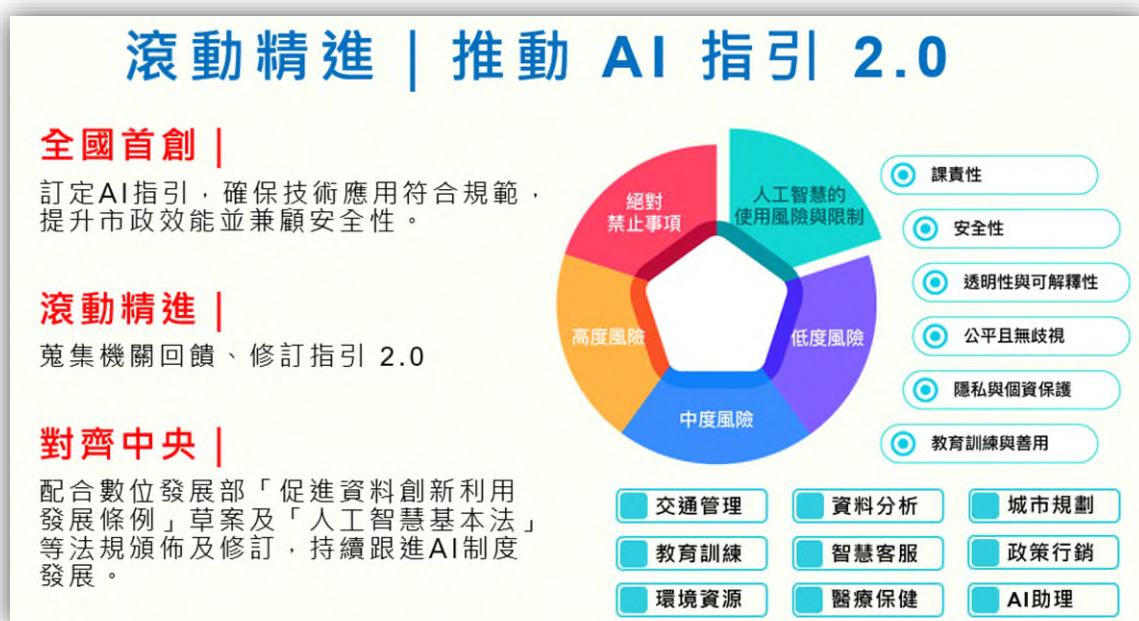 滾動精進 | 推動 AI 指引 2.0
全國首創 |
訂定AI指引，確保技術應用符合規範，
提升市政效能並兼顧安全性。
滾動精進 |
蒐集機關回饋、修訂指引 2.0
對齊中央 |
配合數位發展部「促進資料創新利用
發展條例」草案及「人工智慧基本法」
等法規頒佈及修訂，持續跟進AI制度
發展。
絕對
禁止事項
人工智慧的
使用風險與限制
高度風險
低度風險
中度風險
課責性
安全性
透明性與可解釋性
公平且無歧視
隱私與個資保護
教育訓練與善用
交通管理
資料分析
城市規劃
教育訓練
智慧客服
政策行銷
環境資源
醫療保健
AI助理